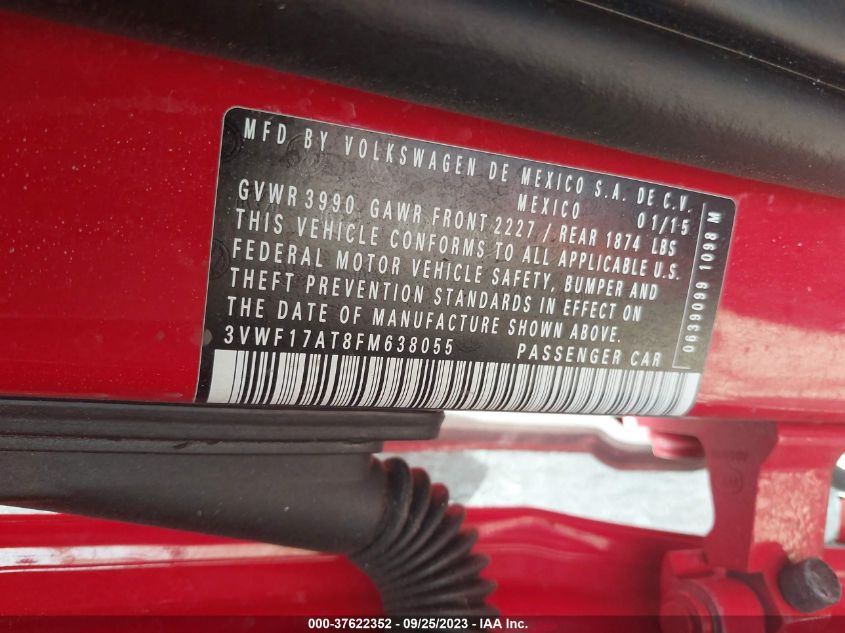 MFD BY VOLKSWAGEN DE MEXICO S.A. DE C.V.
MEXICO 01/15
GVWR 3990 GAWR FRONT 2227 / REAR 1874 LBS
THIS VEHICLE CONFORMS TO ALL APPLICABLE U.S.
FEDERAL MOTOR VEHICLE SAFETY, BUMPER AND
THEFT PREVENTION STANDARDS IN EFFECT ON
THE DATE OF MANUFACTURE SHOWN ABOVE.
3VWF17AT8FM638055 PASSENGER CAR
0639099 1098 M
000-37622352 - 09/25/2023 - IAA Inc.